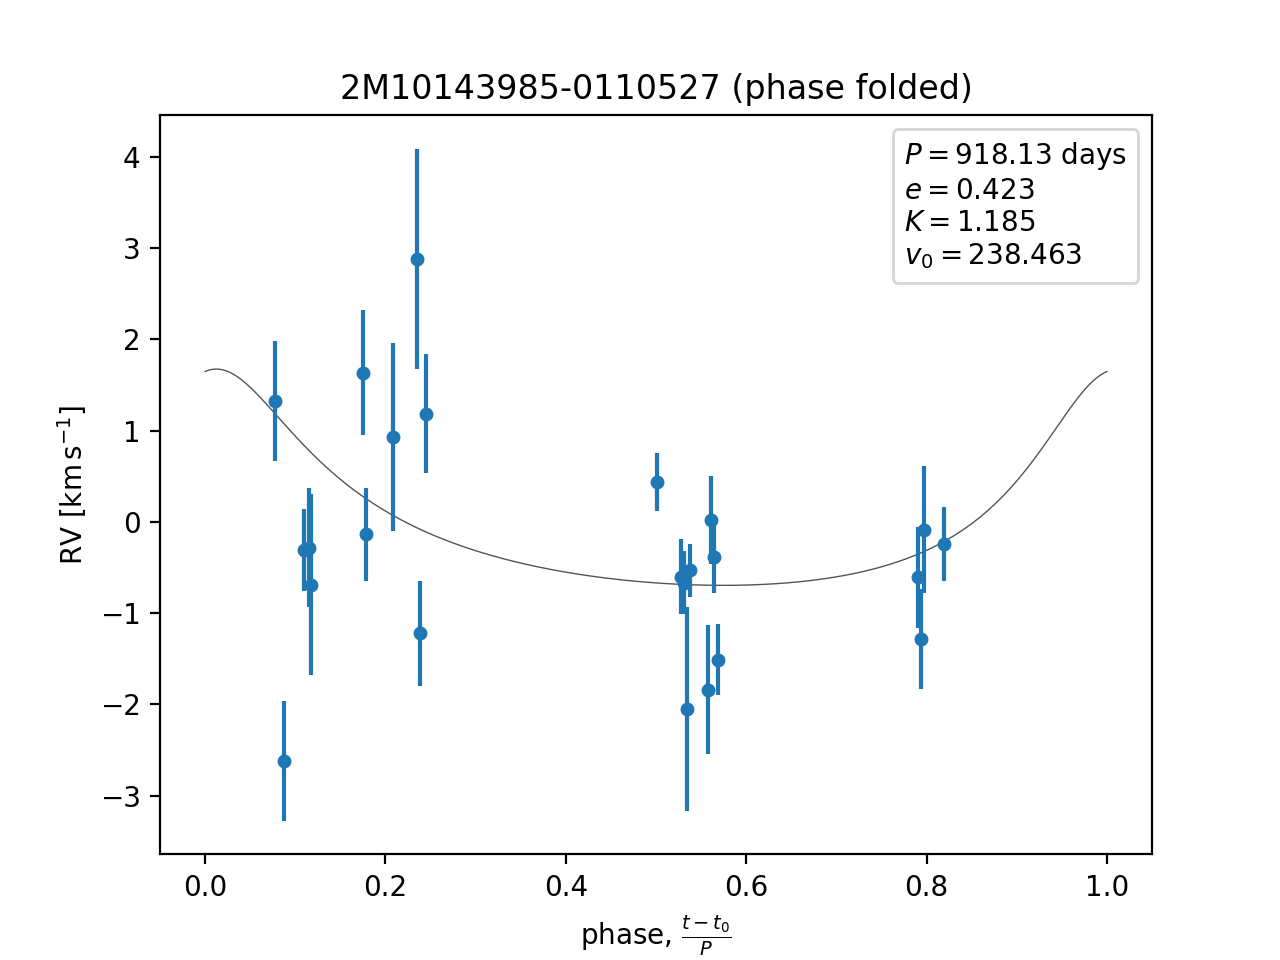 2M10143985-0110527 (phase folded)
P = 918.13 days
e = 0.423
K = 1.185
v₀ = 238.463
RV [km s⁻¹]
4
3
2
1
0
−1
−2
−3
0.0 0.2 0.4 0.6 0.8 1.0
phase, (t − t₀)/P